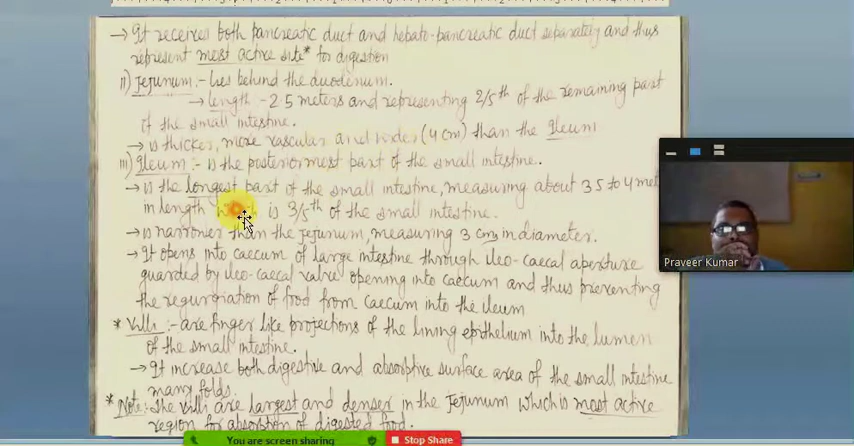 → It receives both pancreatic duct and hebato-pancreatic duct separately and thus
represent most active site* for digestion
ii) Jejunum :- lies behind the duodenum.
→ length - 2.5 meters and representing 2/5th of the remaining part
of the small intestine.
→ is thicker, more vascular and wider (4 cm) than the Ileum
iii) Ileum :- is the posteriormost part of the small intestine.
→ is the longest part of the small intestine, measuring about 3.5 to 4 met
in length is 3/5th of the small intestine.
→ is narrower than the jejunum, measuring 3 cm in diameter.
→ It opens into caecum of large intestine through Ileo-caecal aperture
guarded by Ileo-caecal valve opening into caecum and thus preventing
the regurgiation of food from caecum into the ileum
* Villi :- are finger like projections of the lining epithelium into the lumen
of the small intestine.
→ It increase both digestive and absorptive surface area of the small intestine
many folds.
* Note:- The villi are largest and denser in the Jejunum which is most active
region for absorption of digested food.
Praveer Kumar
You are screen sharing
Stop Share